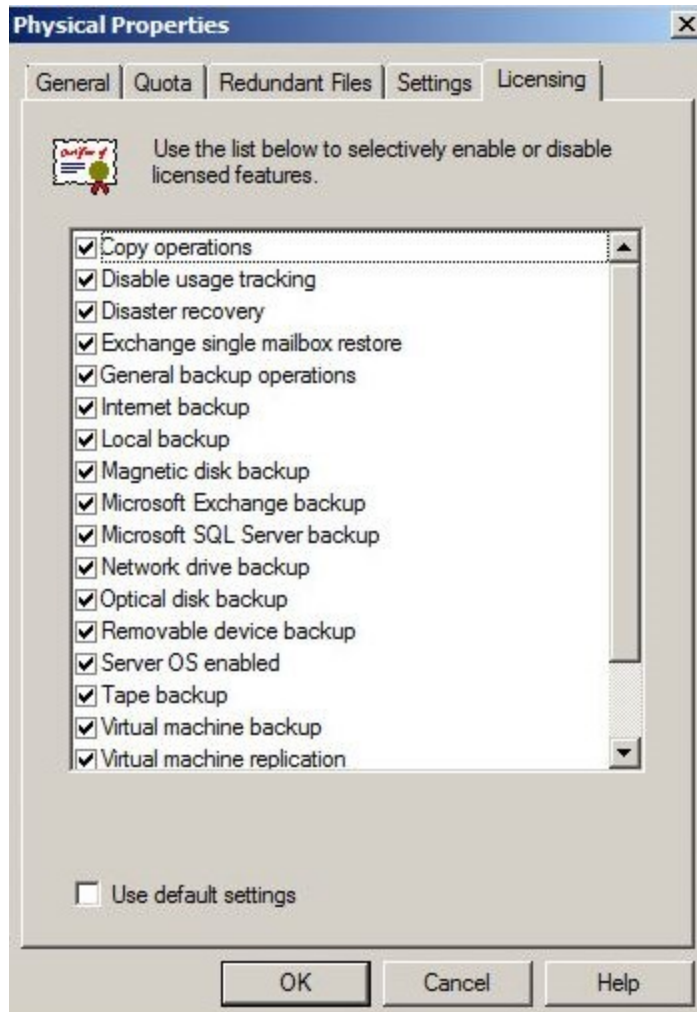 Physical Properties
General
Quota
Redundant Files
Settings
Licensing
Use the list below to selectively enable or disable
licensed features.
Copy operations
Disable usage tracking
Disaster recovery
Exchange single mailbox restore
General backup operations
Internet backup
Local backup
Magnetic disk backup
Microsoft Exchange backup
Microsoft SQL Server backup
Network drive backup
Optical disk backup
Removable device backup
Server OS enabled
Tape backup
Virtual machine backup
Virtual machine replication
Use default settings
OK
Cancel
Help